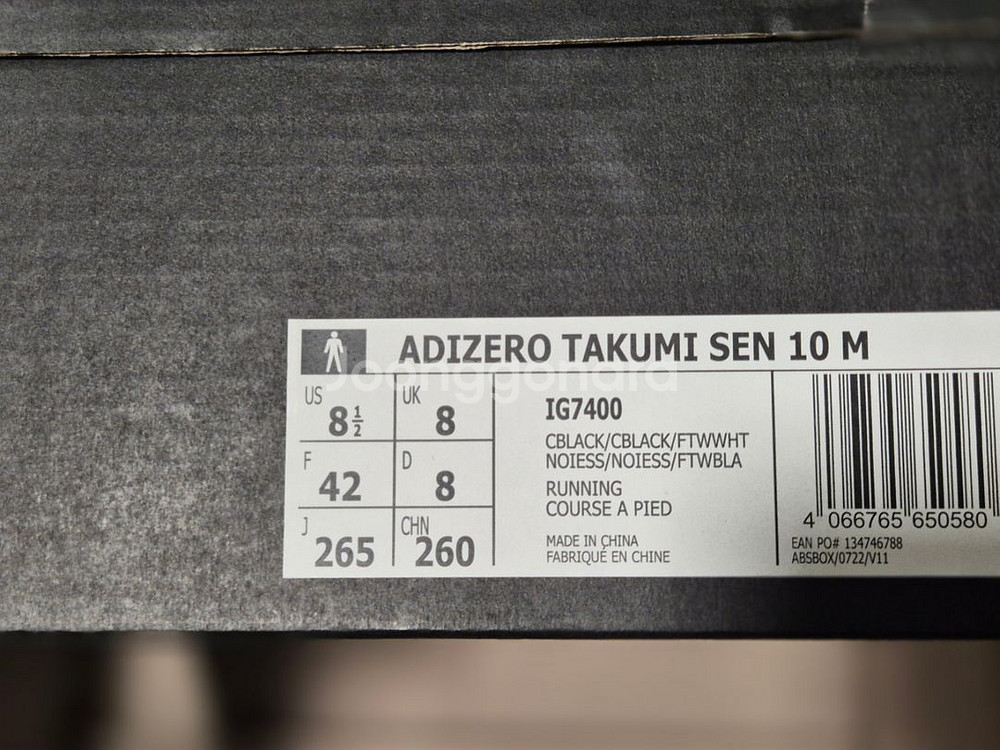 ADIZERO TAKUMI SEN 10 M
Joonggonara
US 8½ UK 8
F 42 D 8
J 265 CHN 260
IG7400
CBLACK/CBLACK/FTWWHT
NOIESS/NOIESS/FTWBLA
RUNNING
COURSE A PIED
MADE IN CHINA
FABRIQUÉ EN CHINE
4 066765 650580
EAN PO# 134746788
ABSBOX/0722/V11